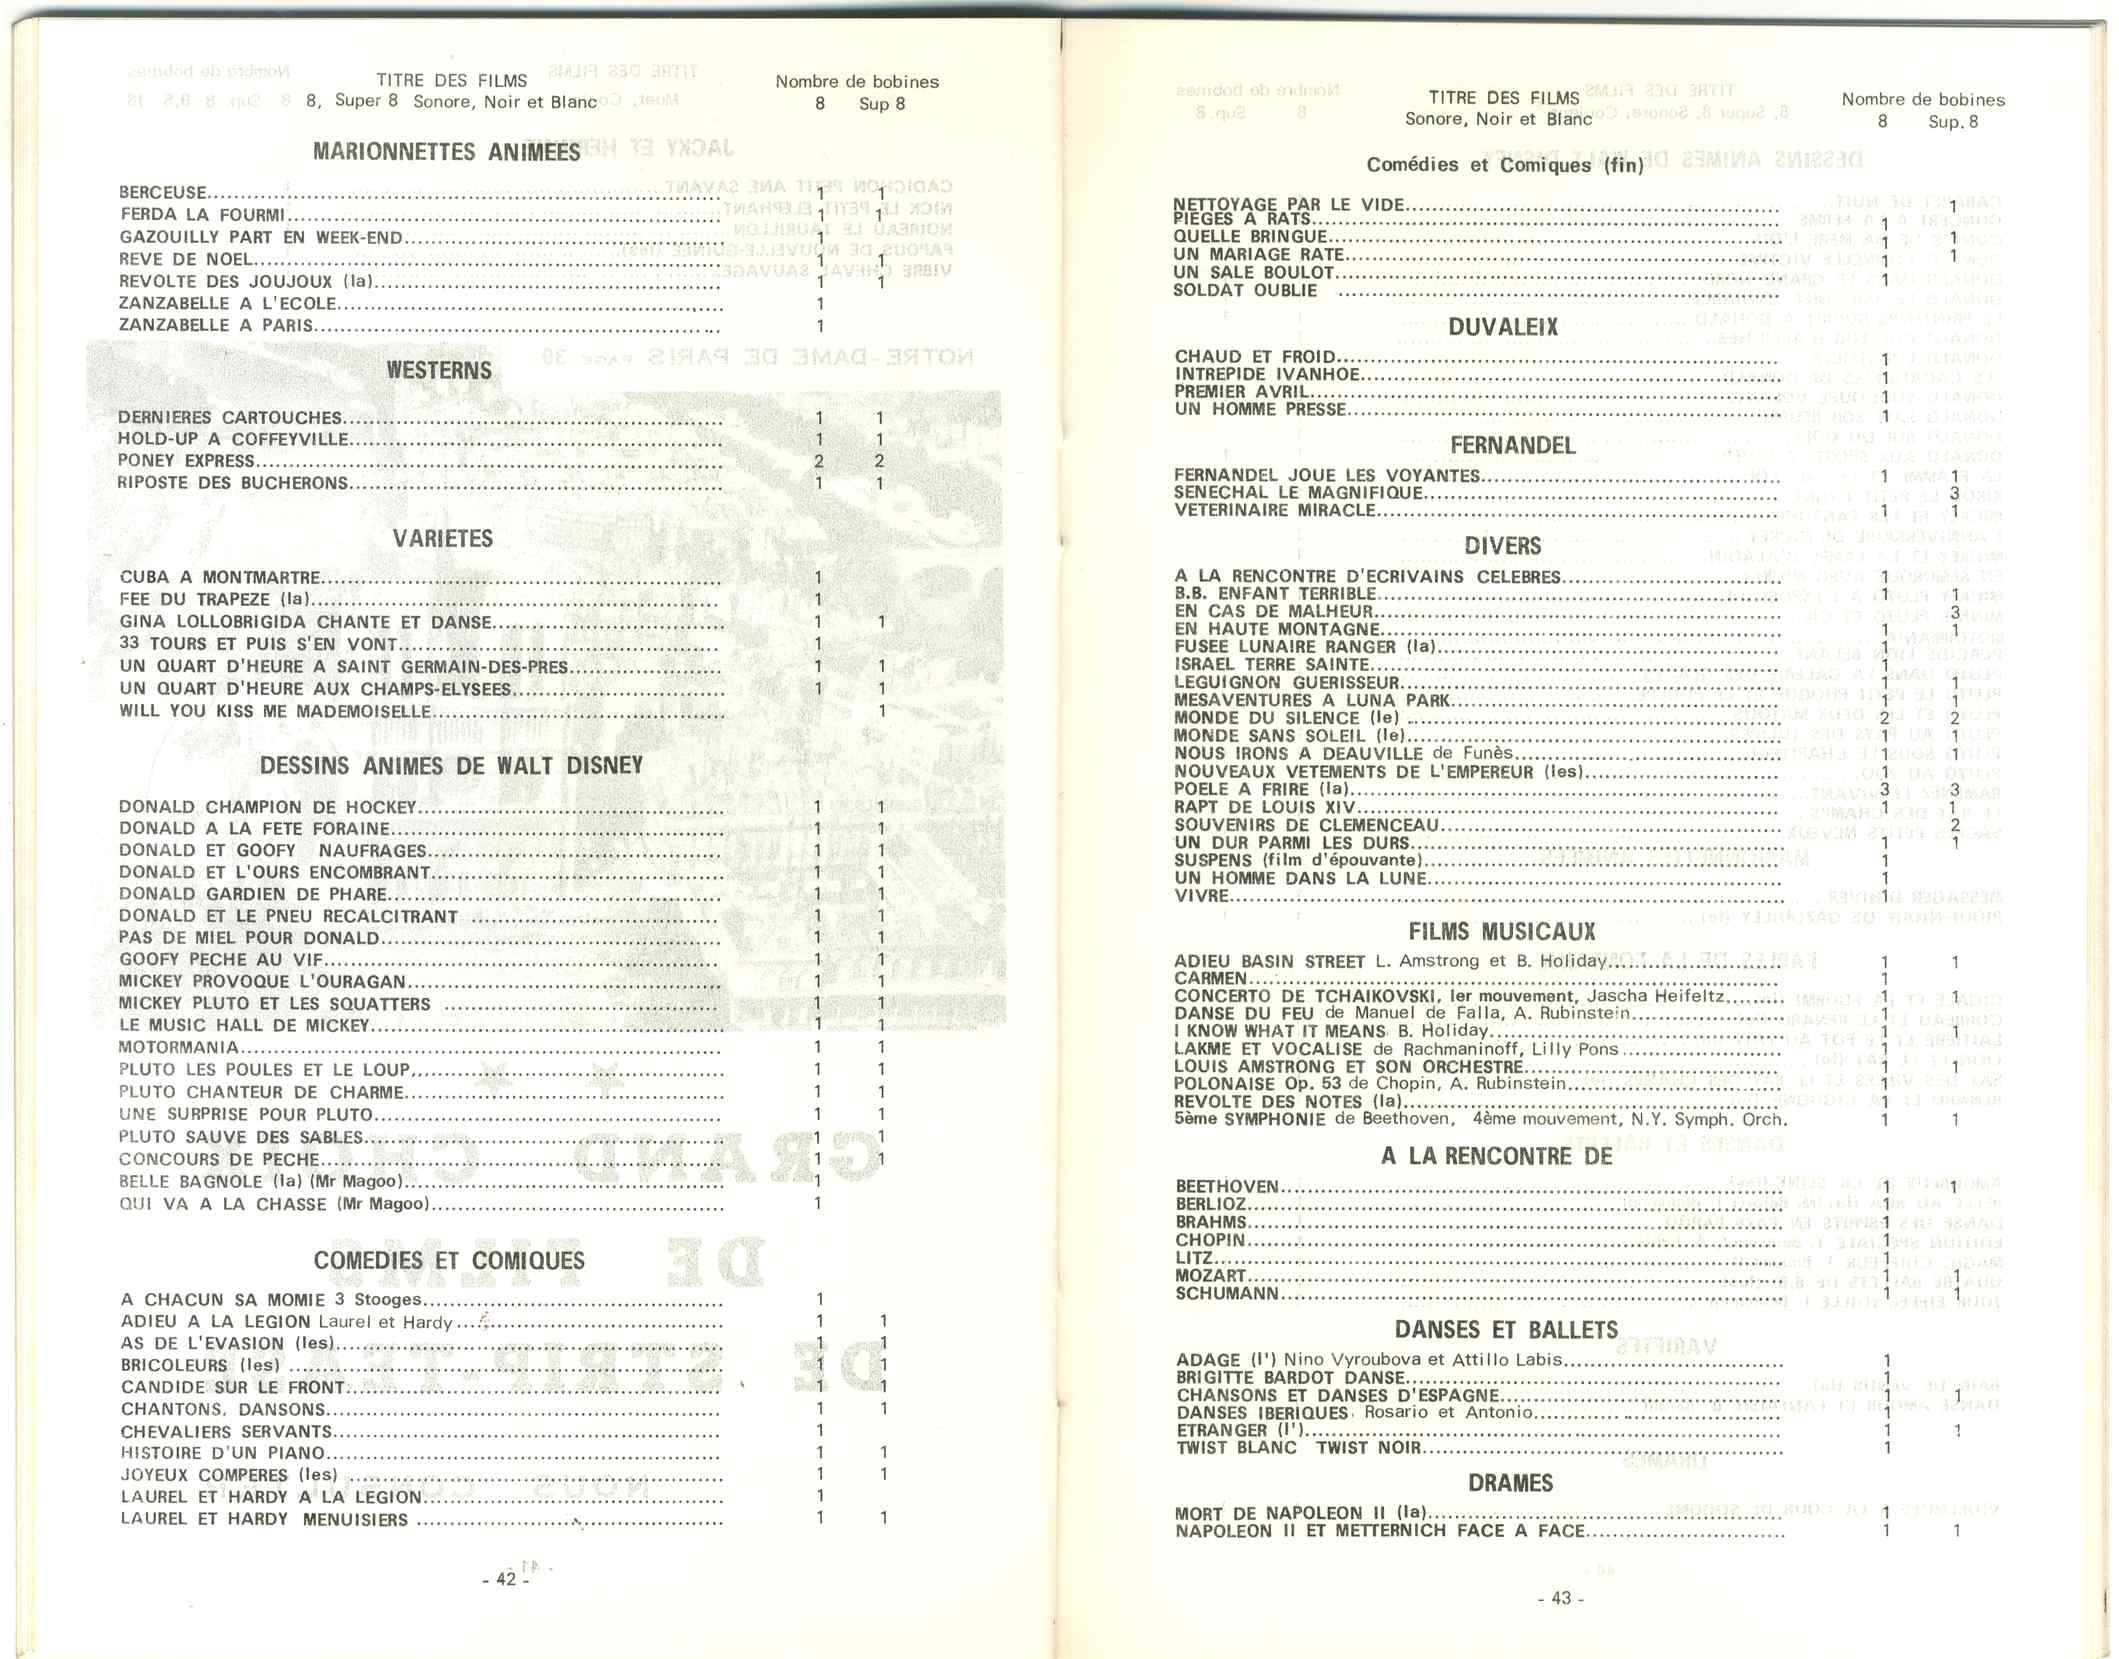 TITRE DES FILMS Nombre de bobines
8, Super 8 Sonore, Noir et Blanc 8 Sup 8
MARIONNETTES ANIMEES
BERCEUSE 1 1
FERDA LA FOURMI 1 1
GAZOUILLY PART EN WEEK-END 1
REVE DE NOEL 1 1
REVOLTE DES JOUJOUX (la) 1 1
ZANZABELLE A L'ECOLE 1
ZANZABELLE A PARIS 1
WESTERNS
DERNIERES CARTOUCHES 1 1
HOLD-UP A COFFEYVILLE 1 1
PONEY EXPRESS 2 2
RIPOSTE DES BUCHERONS 1 1
VARIETES
CUBA A MONTMARTRE 1
FEE DU TRAPEZE (la) 1
GINA LOLLOBRIGIDA CHANTE ET DANSE 1 1
33 TOURS ET PUIS S'EN VONT 1
UN QUART D'HEURE A SAINT GERMAIN-DES-PRES 1 1
UN QUART D'HEURE AUX CHAMPS-ELYSEES 1 1
WILL YOU KISS ME MADEMOISELLE 1
DESSINS ANIMES DE WALT DISNEY
DONALD CHAMPION DE HOCKEY 1 1
DONALD A LA FETE FORAINE 1 1
DONALD ET GOOFY NAUFRAGES 1 1
DONALD ET L'OURS ENCOMBRANT 1 1
DONALD GARDIEN DE PHARE 1 1
DONALD ET LE PNEU RECALCITRANT 1 1
PAS DE MIEL POUR DONALD 1 1
GOOFY PECHE AU VIF 1 1
MICKEY PROVOQUE L'OURAGAN 1 1
MICKEY PLUTO ET LES SQUATTERS 1 1
LE MUSIC HALL DE MICKEY 1 1
MOTORMANIA 1 1
PLUTO LES POULES ET LE LOUP 1 1
PLUTO CHANTEUR DE CHARME 1 1
UNE SURPRISE POUR PLUTO 1 1
PLUTO SAUVE DES SABLES 1 1
CONCOURS DE PECHE 1 1
BELLE BAGNOLE (la) (Mr Magoo) 1
QUI VA A LA CHASSE (Mr Magoo) 1
COMEDIES ET COMIQUES
A CHACUN SA MOMIE 3 Stooges 1
ADIEU A LA LEGION Laurel et Hardy 1 1
AS DE L'EVASION (les) 1 1
BRICOLEURS (les) 1 1
CANDIDE SUR LE FRONT 1 1
CHANTONS, DANSONS 1 1
CHEVALIERS SERVANTS 1
HISTOIRE D'UN PIANO 1 1
JOYEUX COMPERES (les) 1 1
LAUREL ET HARDY A LA LEGION 1
LAUREL ET HARDY MENUISIERS 1 1
- 42 -
TITRE DES FILMS Nombre de bobines
Sonore, Noir et Blanc 8 Sup. 8
Comédies et Comiques (fin)
NETTOYAGE PAR LE VIDE 1
PIEGES A RATS 1
QUELLE BRINGUE 1 1
UN MARIAGE RATE 1 1
UN SALE BOULOT 1
SOLDAT OUBLIE
DUVALEIX
CHAUD ET FROID 1
INTREPIDE IVANHOE 1
PREMIER AVRIL 1
UN HOMME PRESSE 1
FERNANDEL
FERNANDEL JOUE LES VOYANTES 1 1
SENECHAL LE MAGNIFIQUE 3
VETERINAIRE MIRACLE 1 1
DIVERS
A LA RENCONTRE D'ECRIVAINS CELEBRES 1
B.B. ENFANT TERRIBLE 1 1
EN CAS DE MALHEUR 3
EN HAUTE MONTAGNE 1 1
FUSEE LUNAIRE RANGER (la) 1
ISRAEL TERRE SAINTE 1
LEGUIGNON GUERISSEUR 1 1
MESAVENTURES A LUNA PARK 1 1
MONDE DU SILENCE (le) 2 2
MONDE SANS SOLEIL (le) 1 1
NOUS IRONS A DEAUVILLE de Funès 1 1
NOUVEAUX VETEMENTS DE L'EMPEREUR (les) 1
POELE A FRIRE (la) 3 3
RAPT DE LOUIS XIV 1 1
SOUVENIRS DE CLEMENCEAU 2
UN DUR PARMI LES DURS 1 1
SUSPENS (film d'épouvante) 1
UN HOMME DANS LA LUNE 1
VIVRE 1
FILMS MUSICAUX
ADIEU BASIN STREET L. Amstrong et B. Holiday 1 1
CARMEN 1
CONCERTO DE TCHAIKOVSKI, Ier mouvement, Jascha Heifeltz 1 1
DANSE DU FEU de Manuel de Falla, A. Rubinstein 1
I KNOW WHAT IT MEANS B. Holiday 1 1
LAKME ET VOCALISE de Rachmaninoff, Lilly Pons 1
LOUIS AMSTRONG ET SON ORCHESTRE 1 1
POLONAISE Op. 53 de Chopin, A. Rubinstein 1
REVOLTE DES NOTES (la) 1
5ème SYMPHONIE de Beethoven, 4ème mouvement, N.Y. Symph. Orch. 1 1
A LA RENCONTRE DE
BEETHOVEN 1 1
BERLIOZ 1
BRAHMS 1
CHOPIN 1
LITZ 1
MOZART 1 1
SCHUMANN 1 1
DANSES ET BALLETS
ADAGE (l') Nino Vyroubova et Attillo Labis 1
BRIGITTE BARDOT DANSE 1
CHANSONS ET DANSES D'ESPAGNE 1 1
DANSES IBERIQUES Rosario et Antonio 1
ETRANGER (l') 1 1
TWIST BLANC TWIST NOIR 1
DRAMES
MORT DE NAPOLEON II (la) 1
NAPOLEON II ET METTERNICH FACE A FACE 1 1
- 43 -